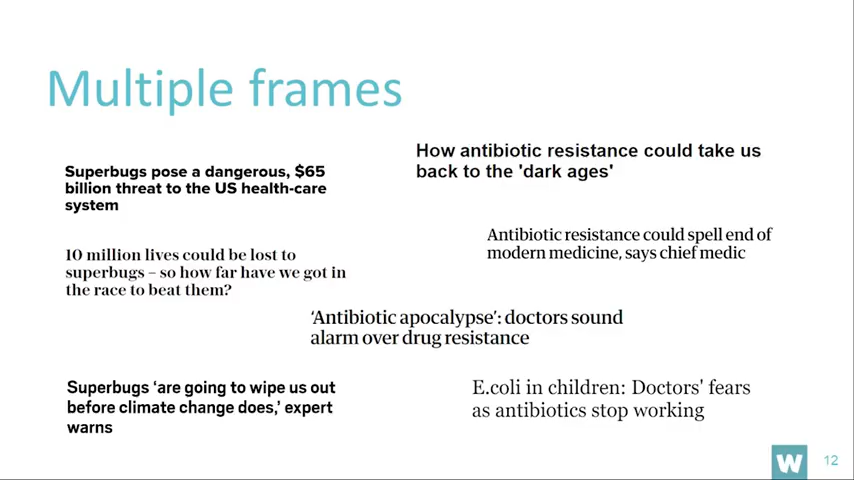 Multiple frames
Superbugs pose a dangerous, $65
billion threat to the US health-care
system
How antibiotic resistance could take us
back to the 'dark ages'
Antibiotic resistance could spell end of
modern medicine, says chief medic
10 million lives could be lost to
superbugs – so how far have we got in
the race to beat them?
‘Antibiotic apocalypse’: doctors sound
alarm over drug resistance
Superbugs ‘are going to wipe us out
before climate change does,’ expert
warns
E.coli in children: Doctors' fears
as antibiotics stop working
W
12